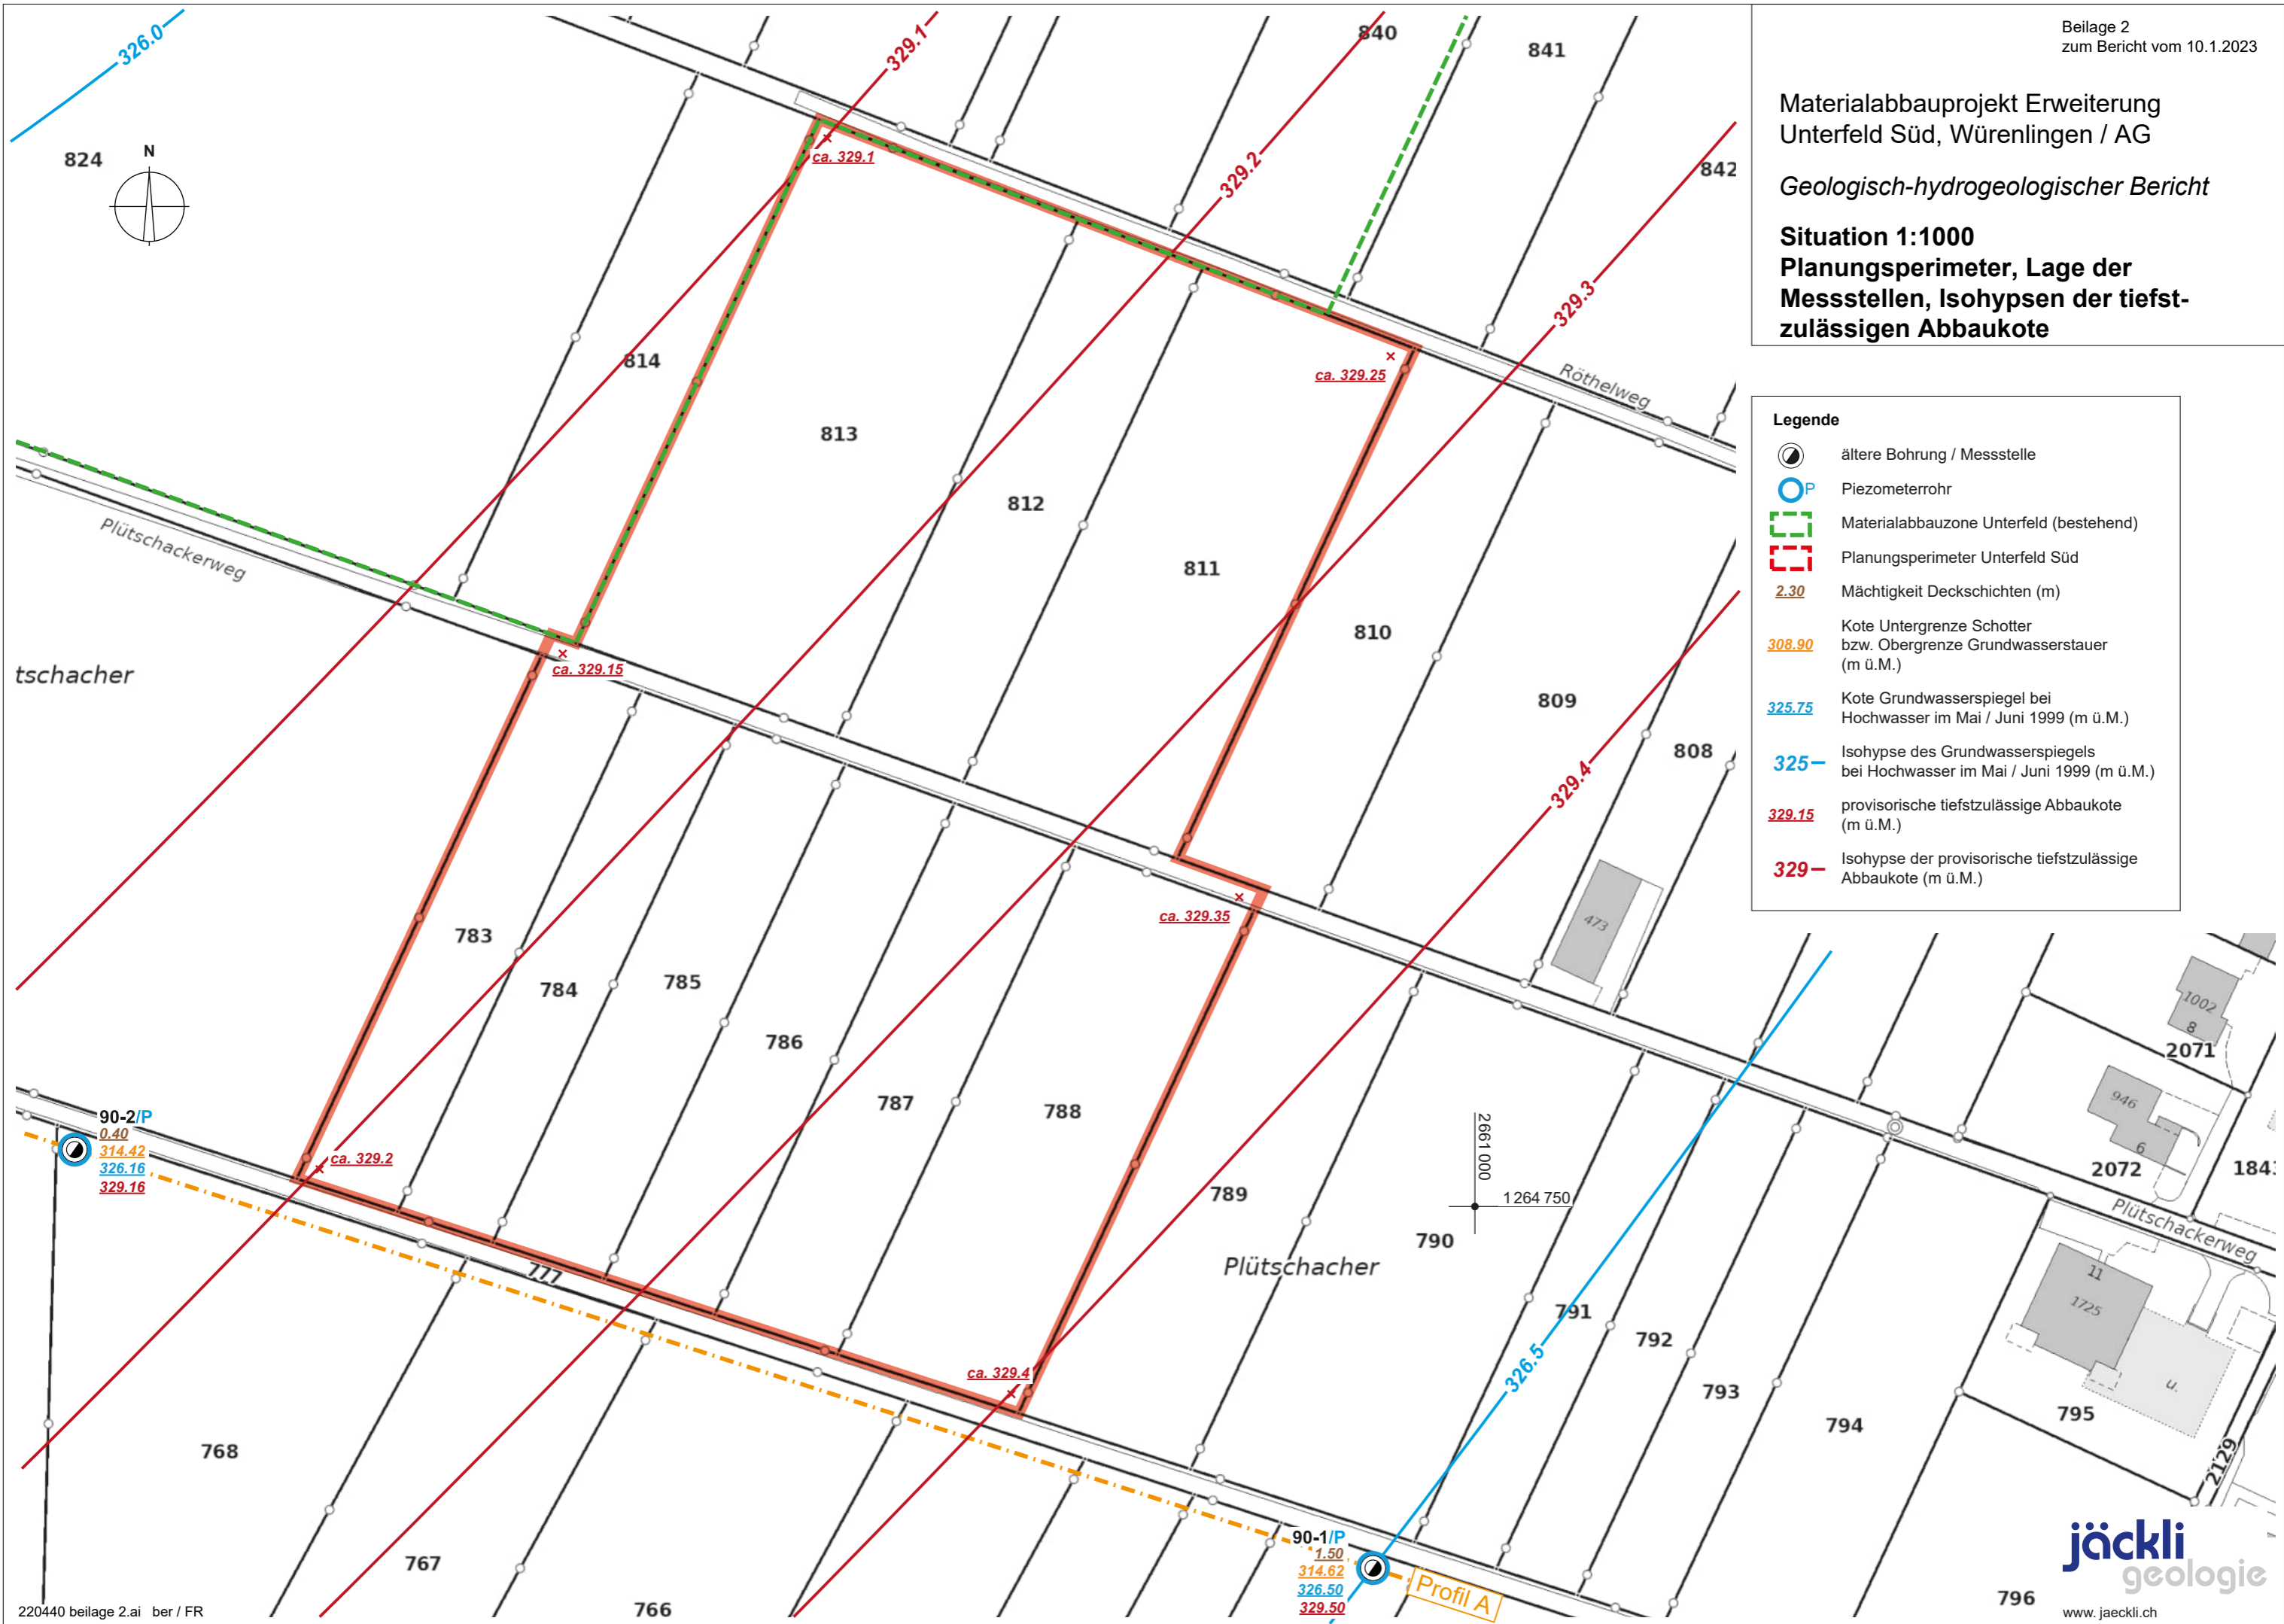 Beilage 2
zum Bericht vom 10.1.2023
Materialabbauprojekt Erweiterung
Unterfeld Süd, Würenlingen / AG
Geologisch-hydrogeologischer Bericht
Situation 1:1000
Planungsperimeter, Lage der
Messstellen, Isohypsen der tiefst-
zulässigen Abbaukote
Legende
ältere Bohrung / Messstelle
P Piezometerrohr
Materialabbauzone Unterfeld (bestehend)
Planungsperimeter Unterfeld Süd
2.30 Mächtigkeit Deckschichten (m)
308.90 Kote Untergrenze Schotter
bzw. Obergrenze Grundwasserstauer
(m ü.M.)
325.75 Kote Grundwasserspiegel bei
Hochwasser im Mai / Juni 1999 (m ü.M.)
325 Isohypse des Grundwasserspiegels
bei Hochwasser im Mai / Juni 1999 (m ü.M.)
329.15 provisorische tiefstzulässige Abbaukote
(m ü.M.)
329 Isohypse der provisorische tiefstzulässige
Abbaukote (m ü.M.)
326.0
329.1
840
841
824
N
ca. 329.1
329.2
842
329.3
814
ca. 329.25
Röthelweg
813
812
Plütschackerweg
811
810
tschacher
ca. 329.15
809
808
329.4
783
784
785
ca. 329.35
473
786
787
788
1002
8
2071
946
6
2072
1843
90-2/P
0.40
314.42
326.16
329.16
ca. 329.2
2661 000
1 264 750
789
790
Plütschacher
Plütschackerweg
777
11
1725
u.
791
792
793
794
795
326.5
ca. 329.4
2129
768
767
766
90-1/P
1.50
314.62
326.50
329.50
Profil A
796
220440 beilage 2.ai ber / FR
jäckli
geologie
www. jaeckli.ch